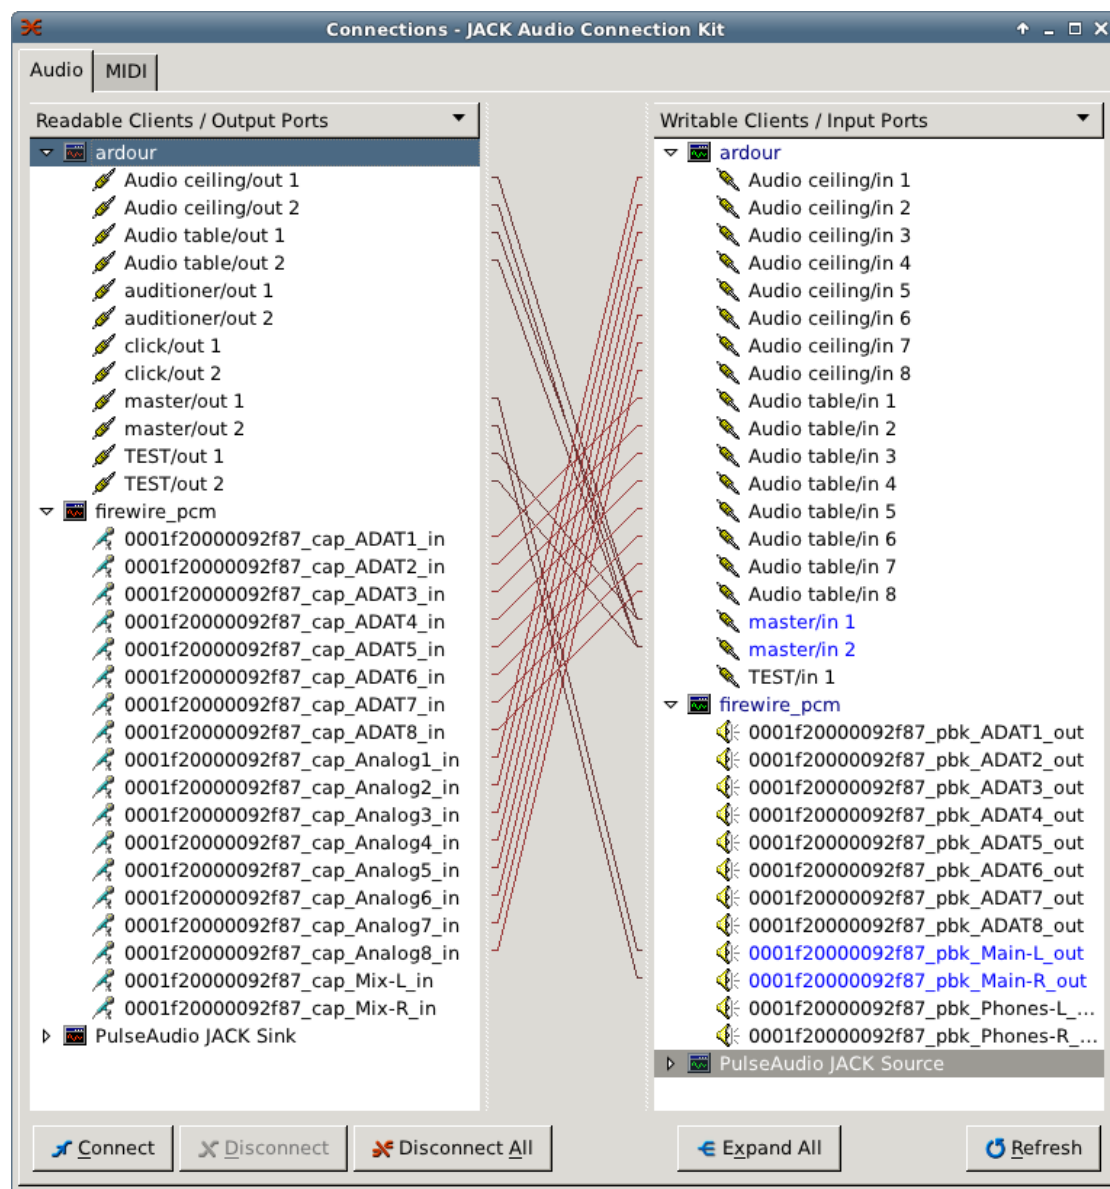 Connections - JACK Audio Connection Kit
Audio
MIDI
Readable Clients / Output Ports
ardour
Audio ceiling/out 1
Audio ceiling/out 2
Audio table/out 1
Audio table/out 2
auditioner/out 1
auditioner/out 2
click/out 1
click/out 2
master/out 1
master/out 2
TEST/out 1
TEST/out 2
firewire_pcm
0001f20000092f87_cap_ADAT1_in
0001f20000092f87_cap_ADAT2_in
0001f20000092f87_cap_ADAT3_in
0001f20000092f87_cap_ADAT4_in
0001f20000092f87_cap_ADAT5_in
0001f20000092f87_cap_ADAT6_in
0001f20000092f87_cap_ADAT7_in
0001f20000092f87_cap_ADAT8_in
0001f20000092f87_cap_Analog1_in
0001f20000092f87_cap_Analog2_in
0001f20000092f87_cap_Analog3_in
0001f20000092f87_cap_Analog4_in
0001f20000092f87_cap_Analog5_in
0001f20000092f87_cap_Analog6_in
0001f20000092f87_cap_Analog7_in
0001f20000092f87_cap_Analog8_in
0001f20000092f87_cap_Mix-L_in
0001f20000092f87_cap_Mix-R_in
PulseAudio JACK Sink
Writable Clients / Input Ports
ardour
Audio ceiling/in 1
Audio ceiling/in 2
Audio ceiling/in 3
Audio ceiling/in 4
Audio ceiling/in 5
Audio ceiling/in 6
Audio ceiling/in 7
Audio ceiling/in 8
Audio table/in 1
Audio table/in 2
Audio table/in 3
Audio table/in 4
Audio table/in 5
Audio table/in 6
Audio table/in 7
Audio table/in 8
master/in 1
master/in 2
TEST/in 1
firewire_pcm
0001f20000092f87_pbk_ADAT1_out
0001f20000092f87_pbk_ADAT2_out
0001f20000092f87_pbk_ADAT3_out
0001f20000092f87_pbk_ADAT4_out
0001f20000092f87_pbk_ADAT5_out
0001f20000092f87_pbk_ADAT6_out
0001f20000092f87_pbk_ADAT7_out
0001f20000092f87_pbk_ADAT8_out
0001f20000092f87_pbk_Main-L_out
0001f20000092f87_pbk_Main-R_out
0001f20000092f87_pbk_Phones-L_...
0001f20000092f87_pbk_Phones-R_...
PulseAudio JACK Source
Connect
Disconnect
Disconnect All
Expand All
Refresh